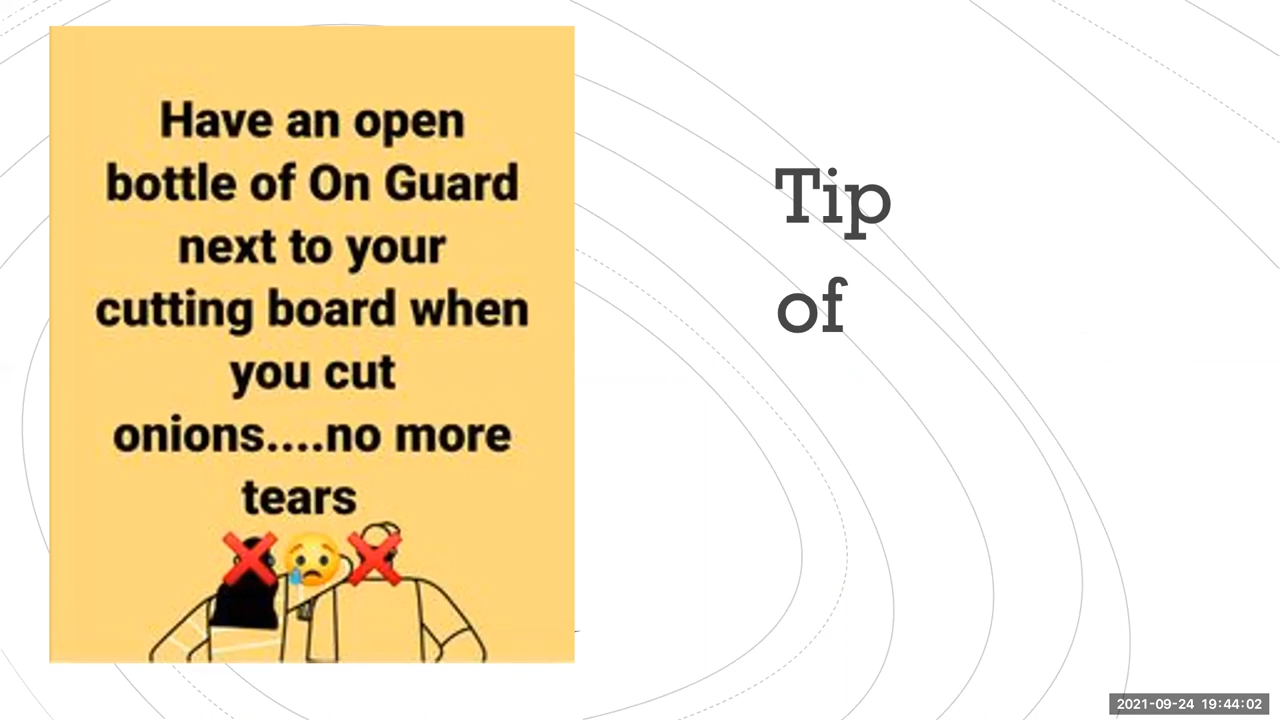 Have an open
bottle of On Guard
next to your
cutting board when
you cut
onions....no more
tears
Tip
of
2021-09-24 19:44:02